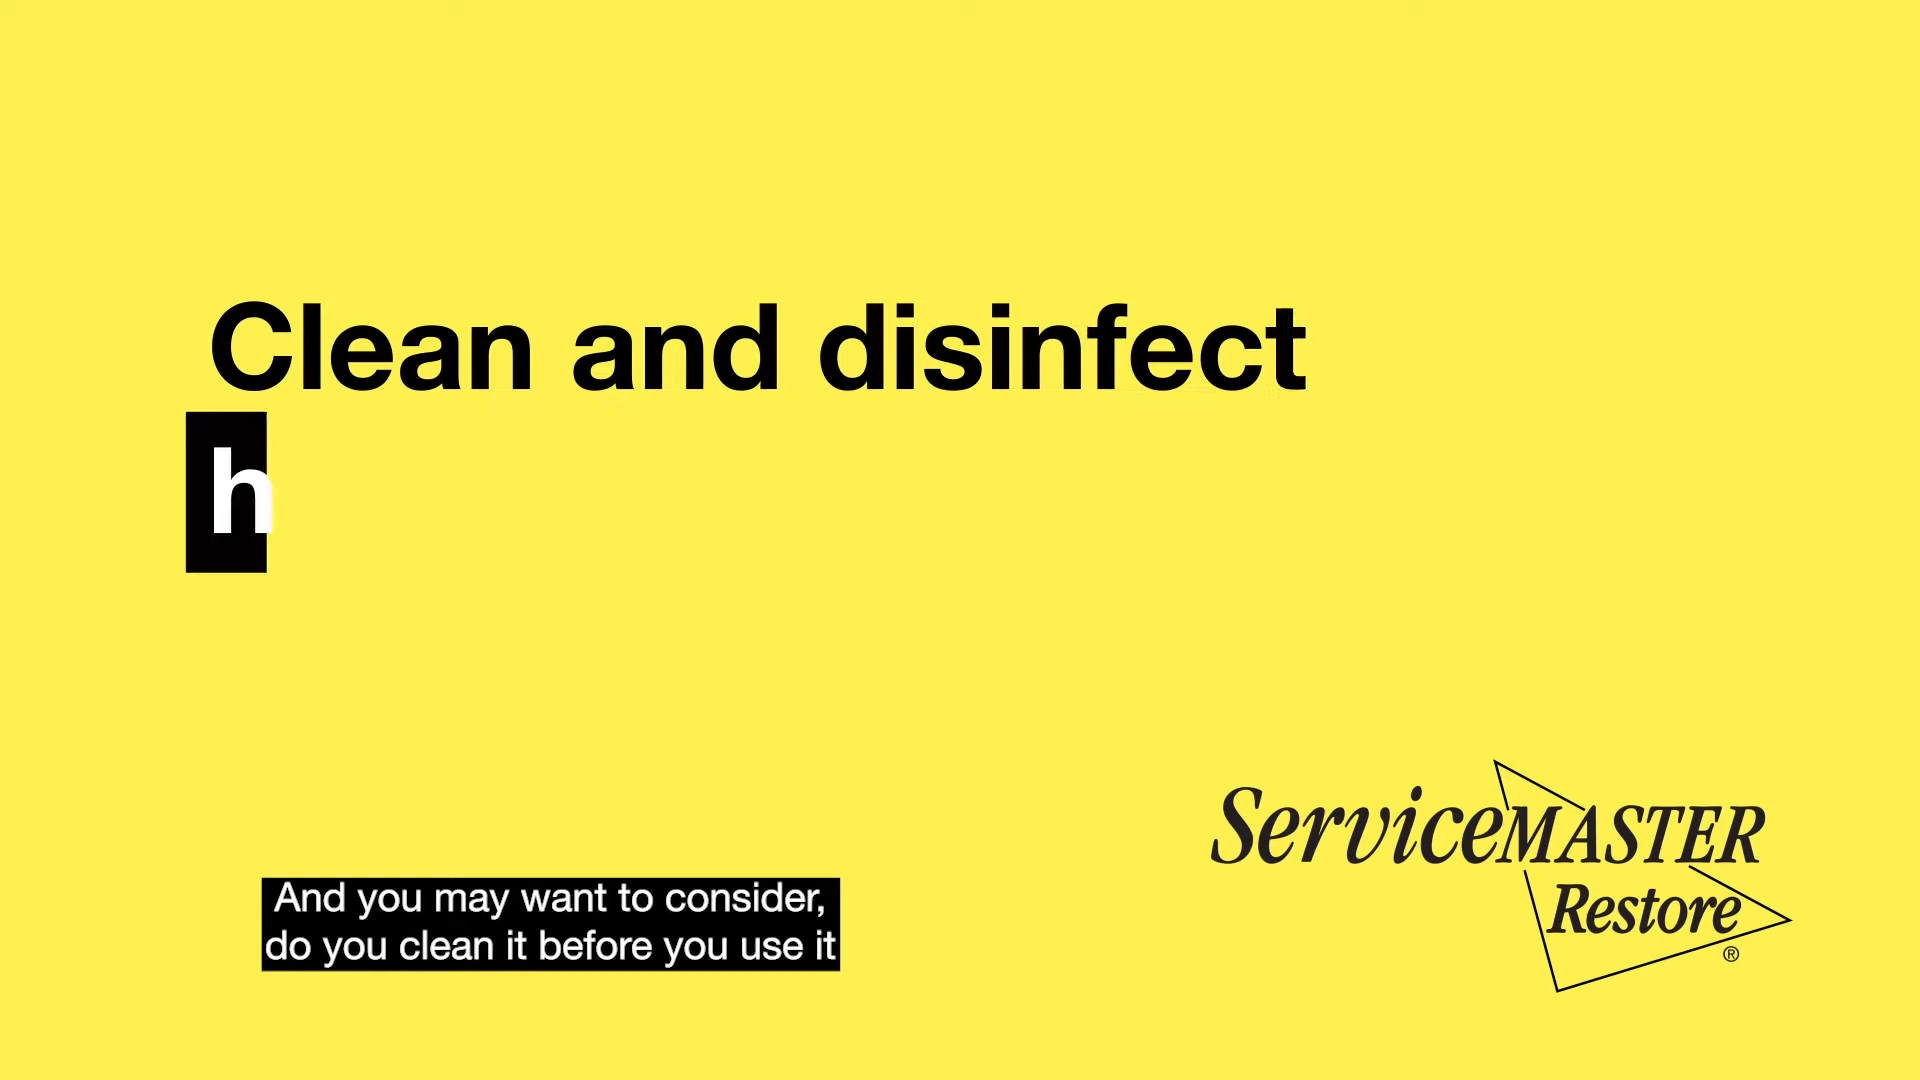 Clean and disinfect
h
And you may want to consider,
do you clean it before you use it
ServiceMASTER
Restore
®